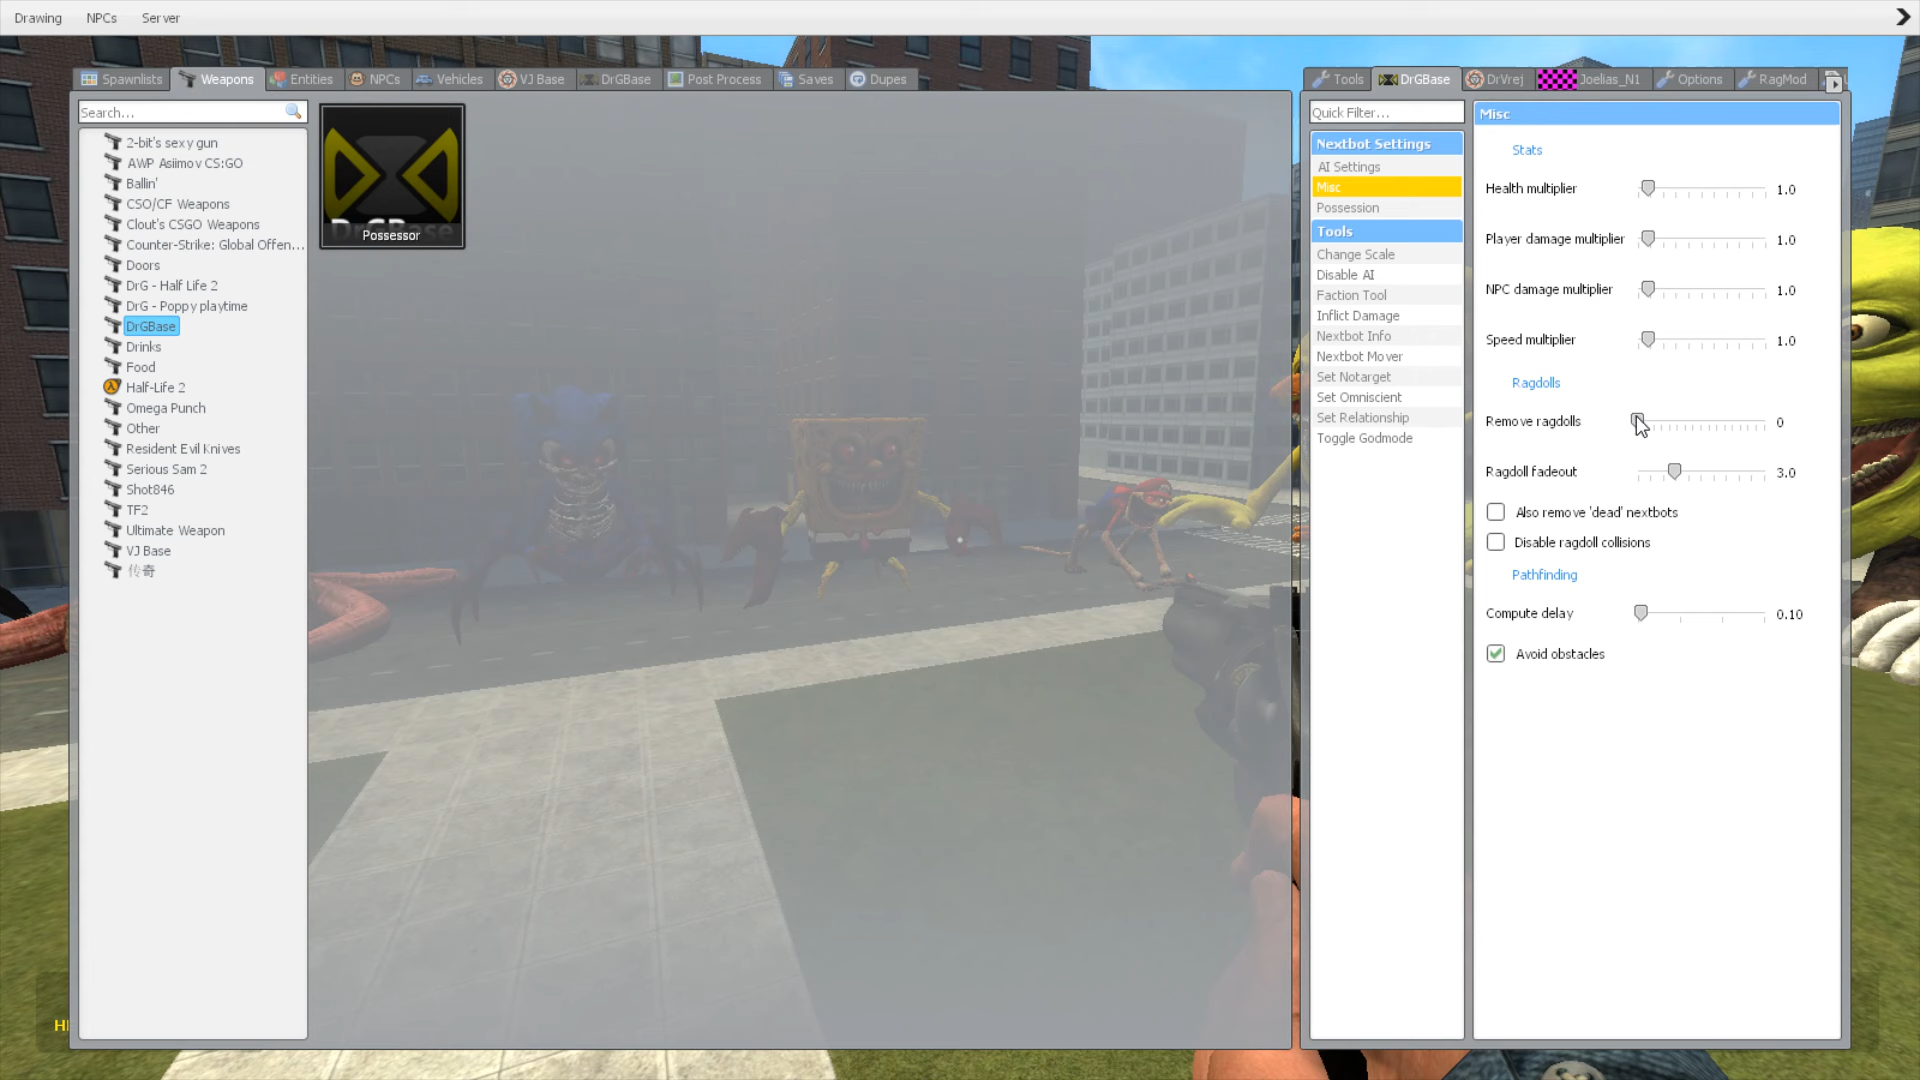 Drawing NPCs Server
Spawnlists Weapons Entities NPCs Vehicles VJ Base DrGBase Post Process Saves Dupes
Search...
2-bit's sexy gun
AWP Asiimov CS:GO
Ballin'
CSO/CF Weapons
Clout's CSGO Weapons
Counter-Strike: Global Offen...
Doors
DrG - Half Life 2
DrG - Poppy playtime
DrGBase
Drinks
Food
Half-Life 2
Omega Punch
Other
Resident Evil Knives
Serious Sam 2
Shot846
TF2
Ultimate Weapon
VJ Base
传奇
DrGBase
Possessor
Tools DrGBase DrVrej Joelias_N1 Options RagMod
Quick Filter...
Nextbot Settings
AI Settings
Misc
Possession
Tools
Change Scale
Disable AI
Faction Tool
Inflict Damage
Nextbot Info
Nextbot Mover
Set Notarget
Set Omniscient
Set Relationship
Toggle Godmode
Misc
Stats
Health multiplier 1.0
Player damage multiplier 1.0
NPC damage multiplier 1.0
Speed multiplier 1.0
Ragdolls
Remove ragdolls 0
Ragdoll fadeout 3.0
Also remove 'dead' nextbots
Disable ragdoll collisions
Pathfinding
Compute delay 0.10
Avoid obstacles